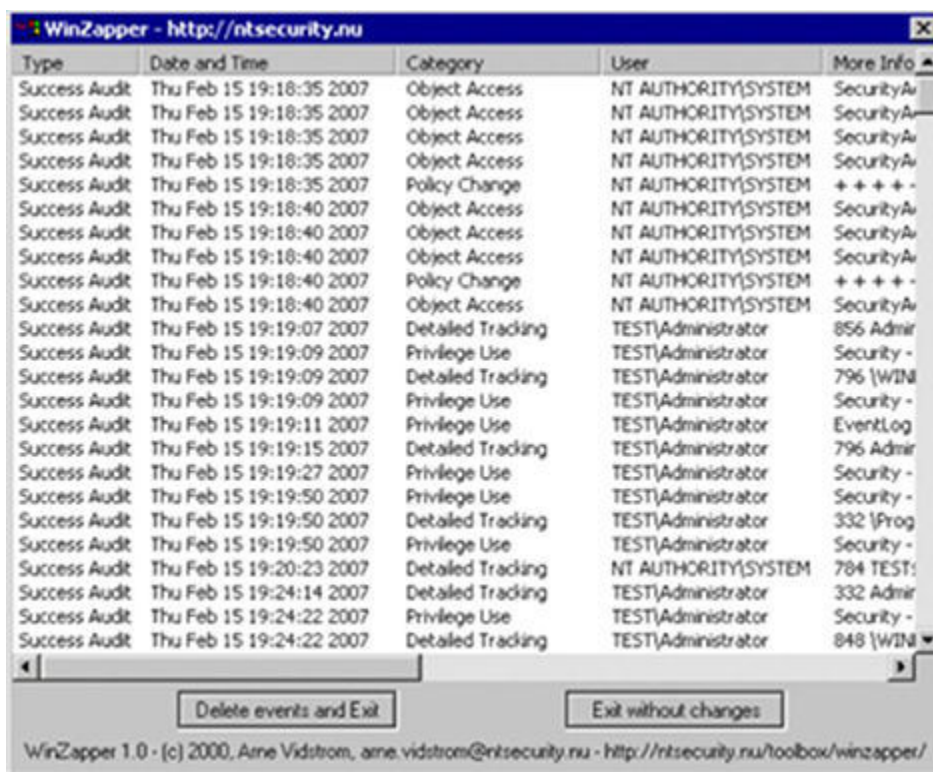 WinZapper - http://ntsecurity.nu
Type Date and Time Category User More Info
Success Audit Thu Feb 15 19:18:35 2007 Object Access NT AUTHORITY\SYSTEM SecurityA
Success Audit Thu Feb 15 19:18:35 2007 Object Access NT AUTHORITY\SYSTEM SecurityA
Success Audit Thu Feb 15 19:18:35 2007 Object Access NT AUTHORITY\SYSTEM SecurityA
Success Audit Thu Feb 15 19:18:35 2007 Object Access NT AUTHORITY\SYSTEM SecurityA
Success Audit Thu Feb 15 19:18:35 2007 Policy Change NT AUTHORITY\SYSTEM + + + + -
Success Audit Thu Feb 15 19:18:40 2007 Object Access NT AUTHORITY\SYSTEM SecurityA
Success Audit Thu Feb 15 19:18:40 2007 Object Access NT AUTHORITY\SYSTEM SecurityA
Success Audit Thu Feb 15 19:18:40 2007 Object Access NT AUTHORITY\SYSTEM SecurityA
Success Audit Thu Feb 15 19:18:40 2007 Policy Change NT AUTHORITY\SYSTEM + + + + -
Success Audit Thu Feb 15 19:18:40 2007 Object Access NT AUTHORITY\SYSTEM SecurityA
Success Audit Thu Feb 15 19:19:07 2007 Detailed Tracking TEST\Administrator 856 Admir
Success Audit Thu Feb 15 19:19:09 2007 Privilege Use TEST\Administrator Security -
Success Audit Thu Feb 15 19:19:09 2007 Detailed Tracking TEST\Administrator 796 \WIN
Success Audit Thu Feb 15 19:19:09 2007 Privilege Use TEST\Administrator Security -
Success Audit Thu Feb 15 19:19:11 2007 Privilege Use TEST\Administrator EventLog
Success Audit Thu Feb 15 19:19:15 2007 Detailed Tracking TEST\Administrator 796 Admir
Success Audit Thu Feb 15 19:19:27 2007 Privilege Use TEST\Administrator Security -
Success Audit Thu Feb 15 19:19:50 2007 Privilege Use TEST\Administrator Security -
Success Audit Thu Feb 15 19:19:50 2007 Detailed Tracking TEST\Administrator 332 \Prog
Success Audit Thu Feb 15 19:19:50 2007 Privilege Use TEST\Administrator Security -
Success Audit Thu Feb 15 19:20:23 2007 Detailed Tracking NT AUTHORITY\SYSTEM 784 TEST
Success Audit Thu Feb 15 19:24:14 2007 Detailed Tracking TEST\Administrator 332 Admir
Success Audit Thu Feb 15 19:24:22 2007 Privilege Use TEST\Administrator Security -
Success Audit Thu Feb 15 19:24:22 2007 Detailed Tracking TEST\Administrator 848 \WIN
Delete events and Exit Exit without changes
WinZapper 1.0 - (c) 2000, Arne Vidstrom, arne.vidstrom@ntsecurity.nu - http://ntsecurity.nu/toolbox/winzapper/